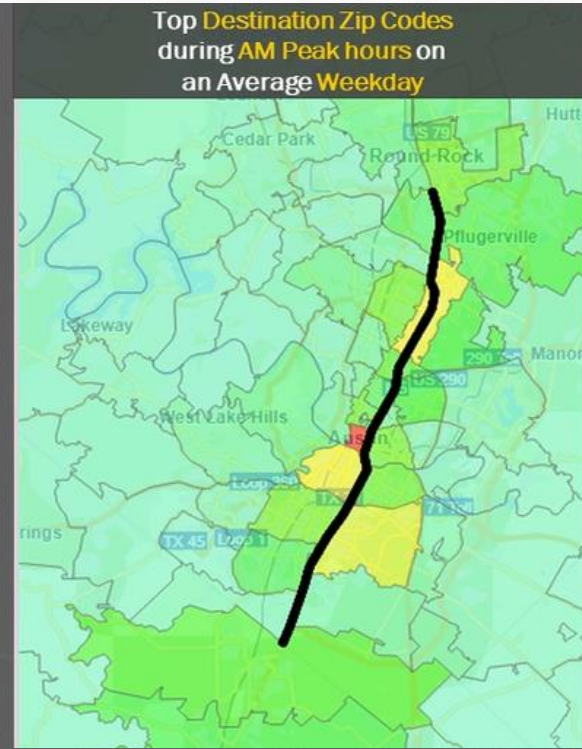 Top Destination Zip Codes
during AM Peak hours on
an Average Weekday
Cedar Park
US 79
Hutt
Round Rock
Pflugerville
Lakeway
290
Manor
US 290
West Lake Hills
Austin
Loop 360
TX
71
rings
TX 45
Loop 1